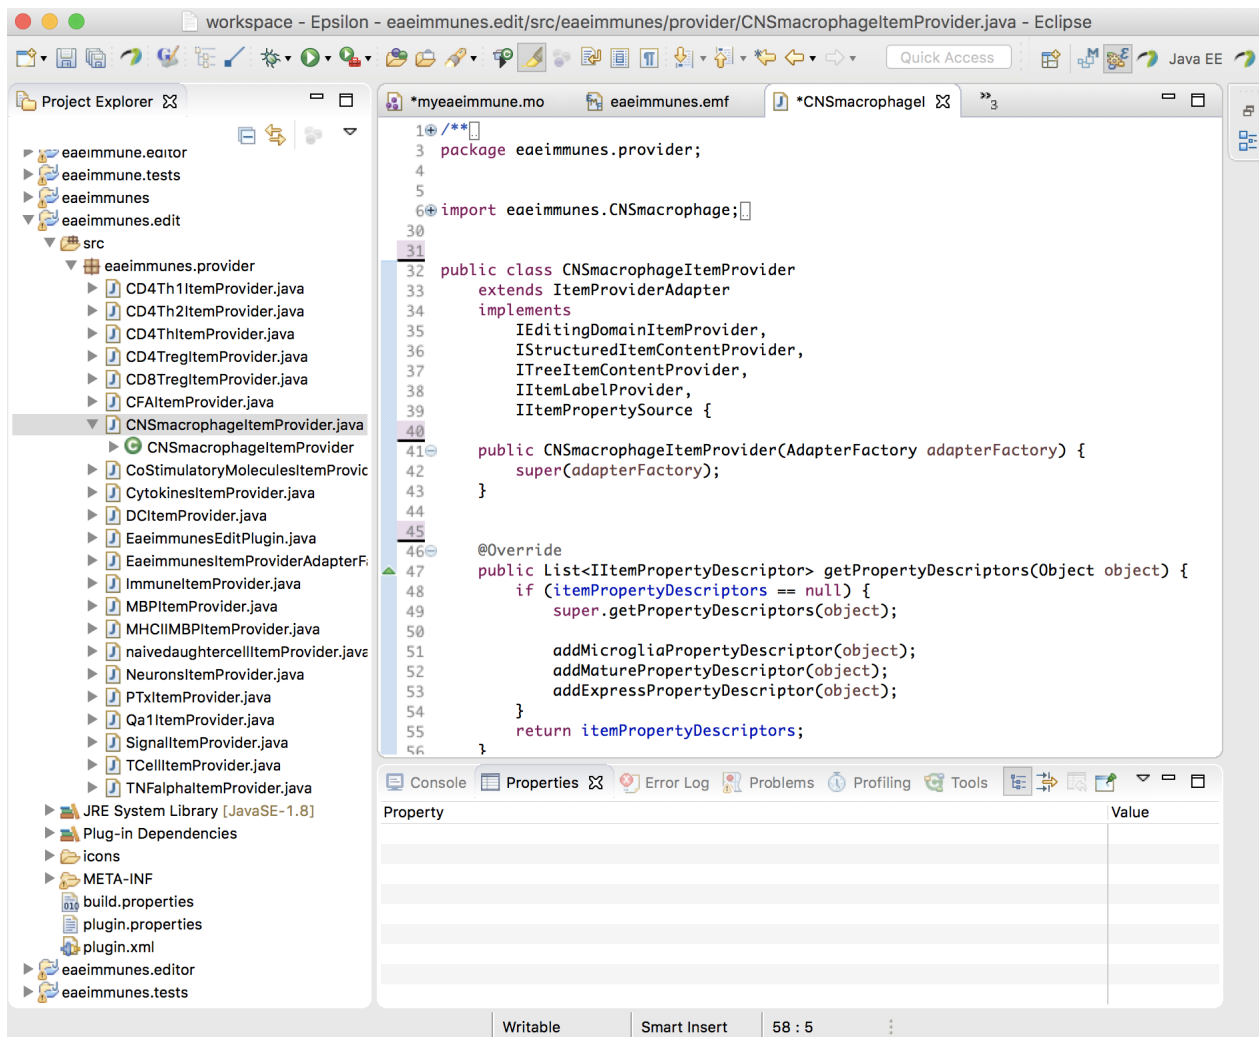 workspace - Epsilon - eaeimmunes.edit/src/eaeimmunes/provider/CNSmacrophageItemProvider.java - Eclipse
Quick Access
Java EE
Project Explorer
eaeimmune.editor
eaeimmune.tests
eaeimmunes
eaeimmunes.edit
src
eaeimmunes.provider
CD4Th1ItemProvider.java
CD4Th2ItemProvider.java
CD4ThItemProvider.java
CD4TregItemProvider.java
CD8TregItemProvider.java
CFAItemProvider.java
CNSmacrophageItemProvider.java
CNSmacrophageItemProvider
CoStimulatoryMoleculesItemProvic
CytokinesItemProvider.java
DCItemProvider.java
EaeimmunesEditPlugin.java
EaeimmunesItemProviderAdapterFa
ImmuneItemProvider.java
MBPItemProvider.java
MHCIIMBPItemProvider.java
naivedaughtercellItemProvider.java
NeuronsItemProvider.java
PTxItemProvider.java
Qa1ItemProvider.java
SignalItemProvider.java
TCellItemProvider.java
TNFalphaItemProvider.java
JRE System Library [JavaSE-1.8]
Plug-in Dependencies
icons
META-INF
build.properties
plugin.properties
plugin.xml
eaeimmunes.editor
eaeimmunes.tests
*myeaeimmune.mo
eaeimmunes.emf
*CNSmacrophageI
»3
1 /**
3 package eaeimmunes.provider;
4
5
6 import eaeimmunes.CNSmacrophage;
30
31
32 public class CNSmacrophageItemProvider
33 extends ItemProviderAdapter
34 implements
35 IEditingDomainItemProvider,
36 IStructuredItemContentProvider,
37 ITreeItemContentProvider,
38 IItemLabelProvider,
39 IItemPropertySource {
40
41 public CNSmacrophageItemProvider(AdapterFactory adapterFactory) {
42 super(adapterFactory);
43 }
44
45
46 @Override
47 public List<IItemPropertyDescriptor> getPropertyDescriptors(Object object) {
48 if (itemPropertyDescriptors == null) {
49 super.getPropertyDescriptors(object);
50
51 addMicrogliaPropertyDescriptor(object);
52 addMaturePropertyDescriptor(object);
53 addExpressPropertyDescriptor(object);
54 }
55 return itemPropertyDescriptors;
56 }
Console
Properties
Error Log
Problems
Profiling
Tools
Property
Value
Writable
Smart Insert
58 : 5